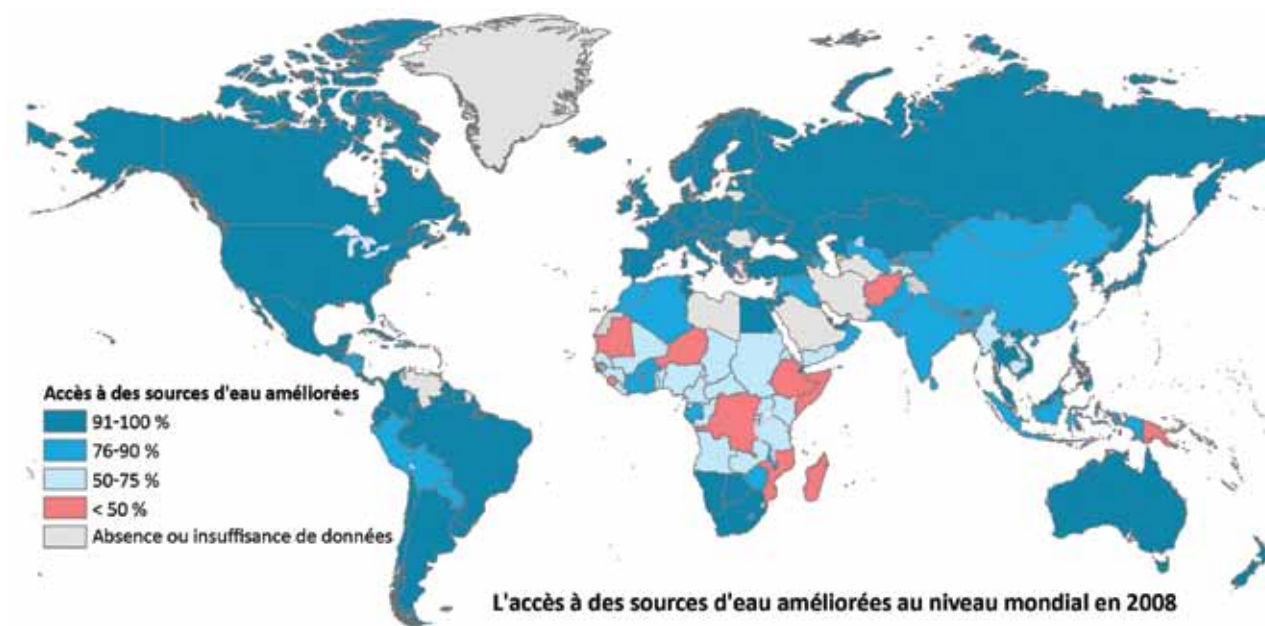 Accès à des sources d'eau améliorées
91-100 %
76-90 %
50-75 %
< 50 %
Absence ou insuffisance de données
L'accès à des sources d'eau améliorées au niveau mondial en 2008